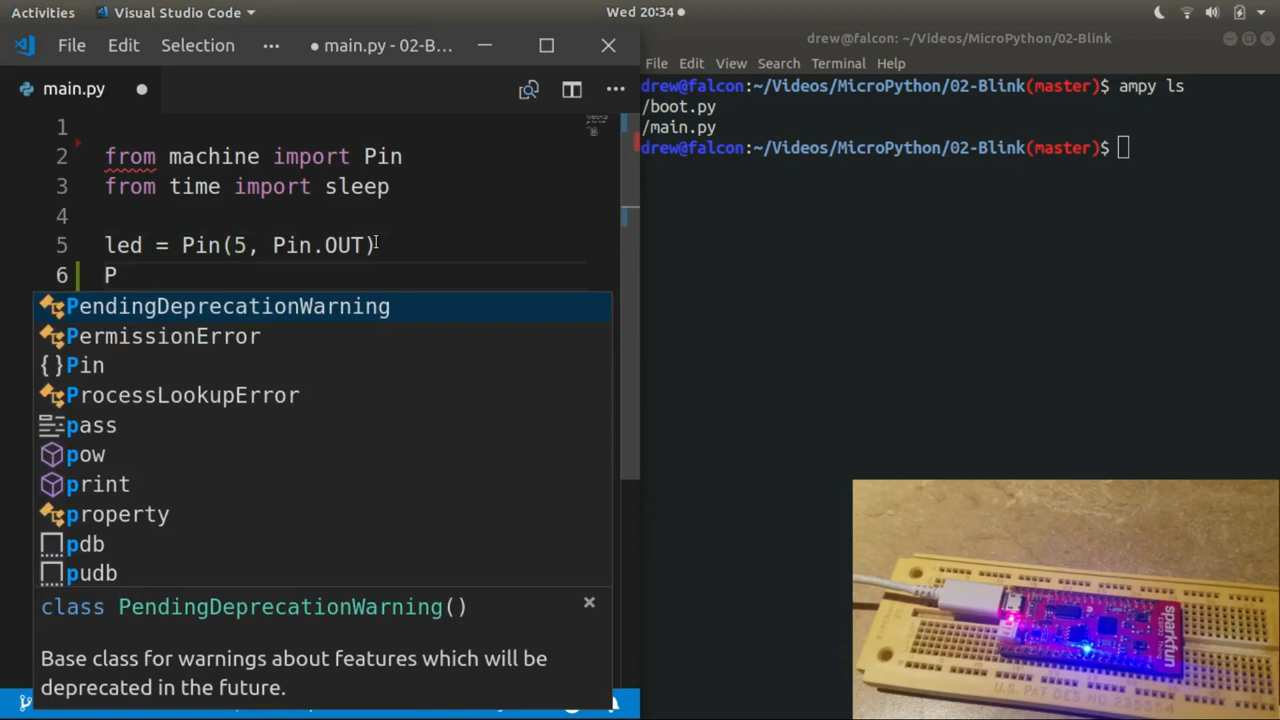 Activities
Visual Studio Code
Wed 20:34
File Edit Selection ··· ● main.py - 02-B...
main.py
1
2 from machine import Pin
3 from time import sleep
4
5 led = Pin(5, Pin.OUT)
6 P
PendingDeprecationWarning
PermissionError
{}Pin
ProcessLookupError
pass
pow
print
property
pdb
pudb
class PendingDeprecationWarning()
Base class for warnings about features which will be
deprecated in the future.
drew@falcon: ~/Videos/MicroPython/02-Blink
File Edit View Search Terminal Help
drew@falcon:~/Videos/MicroPython/02-Blink(master)$ ampy ls
/boot.py
/main.py
drew@falcon:~/Videos/MicroPython/02-Blink(master)$
sparkfun
U.S. PAT DES NO 235554